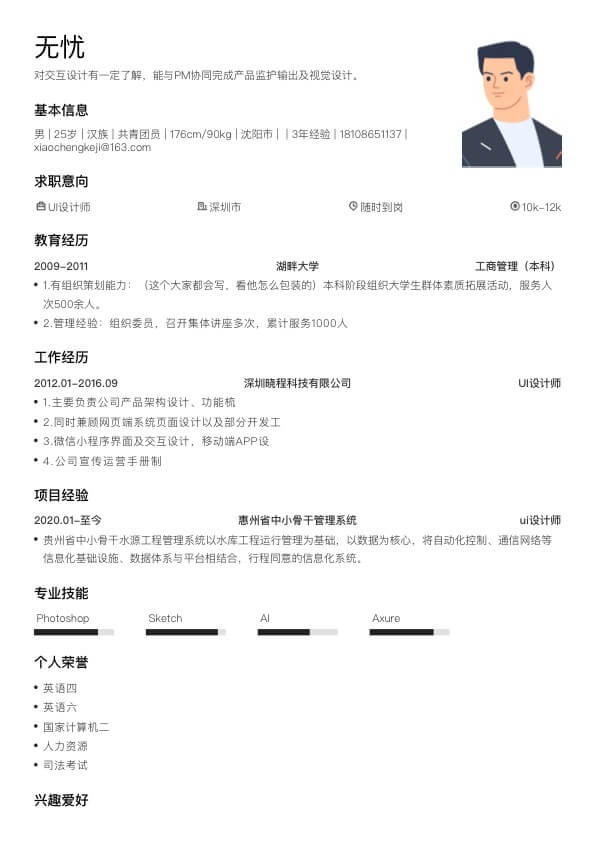 无忧
对交互设计有一定了解，能与PM协同完成产品监护输出及视觉设计。
基本信息
男 | 25岁 | 汉族 | 共青团员 | 176cm/90kg | 沈阳市 | | 3年经验 | 18108651137 |
xiaochengkeji@163.com
求职意向
UI设计师 深圳市 随时到岗 10k-12k
教育经历
2009-2011 湖畔大学 工商管理（本科）
1.有组织策划能力：（这个大家都会写，看他怎么包装的）本科阶段组织大学生群体素质拓展活动，服务人
次500余人。
2.管理经验：组织委员，召开集体讲座多次，累计服务1000人
工作经历
2012.01-2016.09 深圳晓程科技有限公司 UI设计师
1.主要负责公司产品架构设计、功能梳
2.同时兼顾网页端系统页面设计以及部分开发工
3.微信小程序界面及交互设计，移动端APP设
4.公司宣传运营手册制
项目经验
2020.01-至今 惠州省中小骨干管理系统 ui设计师
贵州省中小骨干水源工程管理系统以水库工程运行管理为基础，以数据为核心，将自动化控制、通信网络等
信息化基础设施、数据体系与平台相结合，行程同意的信息化系统。
专业技能
Photoshop Sketch AI Axure
个人荣誉
英语四
英语六
国家计算机二
人力资源
司法考试
兴趣爱好